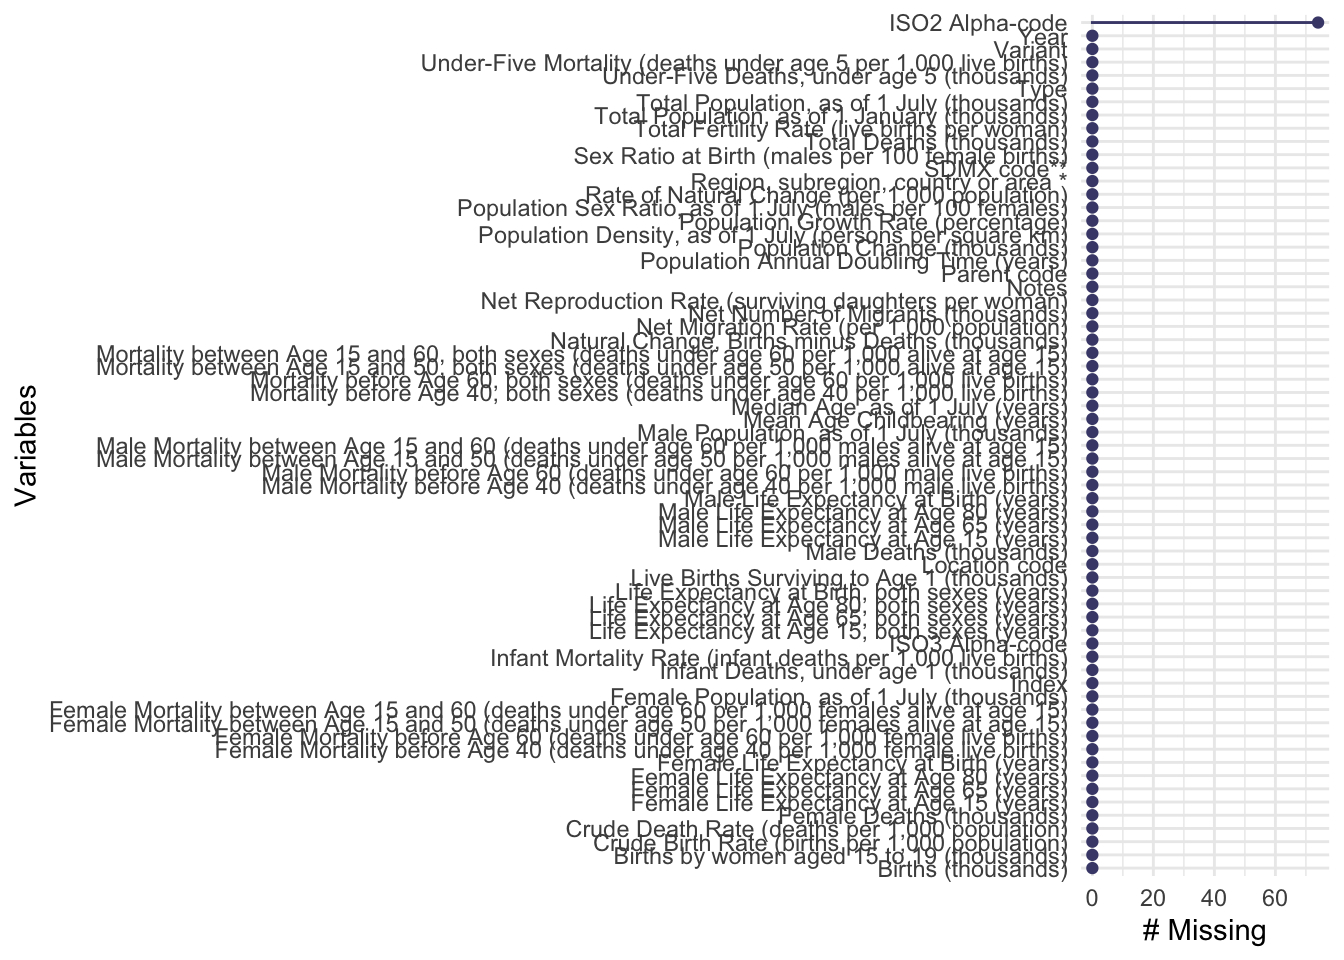 ISO2 Alpha-code
Year
Variant
Under-Five Mortality (deaths under age 5 per 1,000 live births)
Under-Five Deaths, under age 5 (thousands)
Type
Total Population, as of 1 July (thousands)
Total Population, as of 1 January (thousands)
Total Fertility Rate (live births per woman)
Total Deaths (thousands)
Sex Ratio at Birth (males per 100 female births)
SDMX code**
Region, subregion, country or area *
Rate of Natural Change (per 1,000 population)
Population Sex Ratio, as of 1 July (males per 100 females)
Population Growth Rate (percentage)
Population Density, as of 1 July (persons per square km)
Population Change (thousands)
Population Annual Doubling Time (years)
Parent code
Notes
Net Reproduction Rate (surviving daughters per woman)
Net Number of Migrants (thousands)
Net Migration Rate (per 1,000 population)
Natural Change, Births minus Deaths (thousands)
Mortality between Age 15 and 60, both sexes (deaths under age 60 per 1,000 alive at age 15)
Mortality between Age 15 and 50, both sexes (deaths under age 50 per 1,000 alive at age 15)
Mortality before Age 60, both sexes (deaths under age 60 per 1,000 live births)
Mortality before Age 40, both sexes (deaths under age 40 per 1,000 live births)
Median Age, as of 1 July (years)
Mean Age Childbearing (years)
Male Population, as of 1 July (thousands)
Male Mortality between Age 15 and 60 (deaths under age 60 per 1,000 males alive at age 15)
Male Mortality between Age 15 and 50 (deaths under age 50 per 1,000 males alive at age 15)
Male Mortality before Age 60 (deaths under age 60 per 1,000 male live births)
Male Mortality before Age 40 (deaths under age 40 per 1,000 male live births)
Male Life Expectancy at Birth (years)
Male Life Expectancy at Age 80 (years)
Male Life Expectancy at Age 65 (years)
Male Life Expectancy at Age 15 (years)
Male Deaths (thousands)
Location code
Live Births Surviving to Age 1 (thousands)
Life Expectancy at Birth, both sexes (years)
Life Expectancy at Age 80, both sexes (years)
Life Expectancy at Age 65, both sexes (years)
Life Expectancy at Age 15, both sexes (years)
ISO3 Alpha-code
Infant Mortality Rate (infant deaths per 1,000 live births)
Infant Deaths, under age 1 (thousands)
Index
Female Population, as of 1 July (thousands)
Female Mortality between Age 15 and 60 (deaths under age 60 per 1,000 females alive at age 15)
Female Mortality between Age 15 and 50 (deaths under age 50 per 1,000 females alive at age 15)
Female Mortality before Age 60 (deaths under age 60 per 1,000 female live births)
Female Mortality before Age 40 (deaths under age 40 per 1,000 female live births)
Female Life Expectancy at Birth (years)
Female Life Expectancy at Age 80 (years)
Female Life Expectancy at Age 65 (years)
Female Life Expectancy at Age 15 (years)
Female Deaths (thousands)
Crude Death Rate (deaths per 1,000 population)
Crude Birth Rate (births per 1,000 population)
Births by women aged 15 to 19 (thousands)
Births (thousands)
Variables
0 20 40 60
# Missing